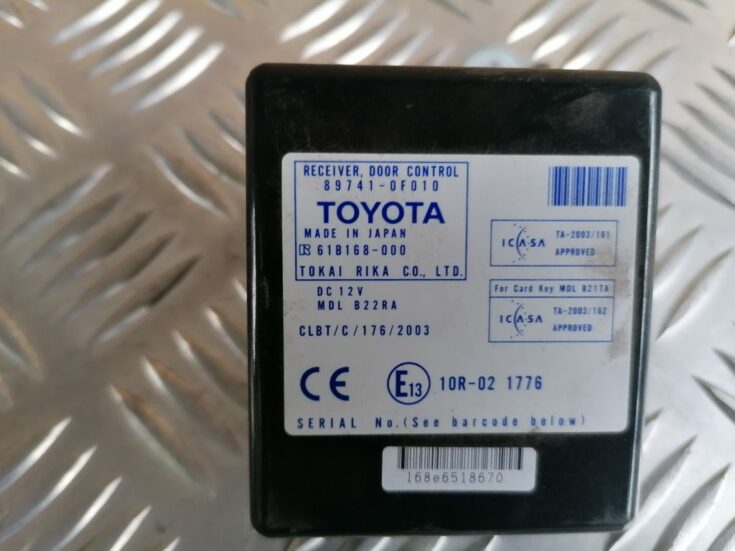 RECEIVER, DOOR CONTROL
89741-0F010
TOYOTA
MADE IN JAPAN
R 61B168-000
TOKAI RIKA CO., LTD.
DC 12V
MDL B22RA
CLBT/C/176/2003
ICASA
TA-2003/161
APPROVED
For Card Key MDL B21TA
ICASA
TA-2003/162
APPROVED
CE
E13
10R-02 1776
SERIAL No.(See barcode below)
168e6518670